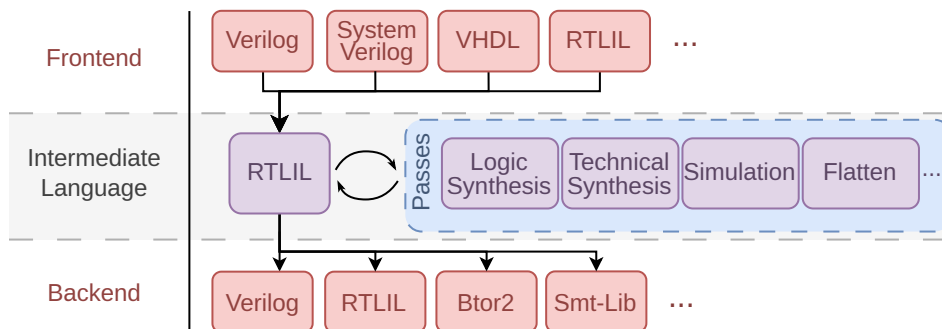 Frontend
Verilog
System
Verilog
VHDL
RTLIL
...
Intermediate
Language
RTLIL
Passes
Logic
Synthesis
Technical
Synthesis
Simulation
Flatten
...
Backend
Verilog
RTLIL
Btor2
Smt-Lib
...